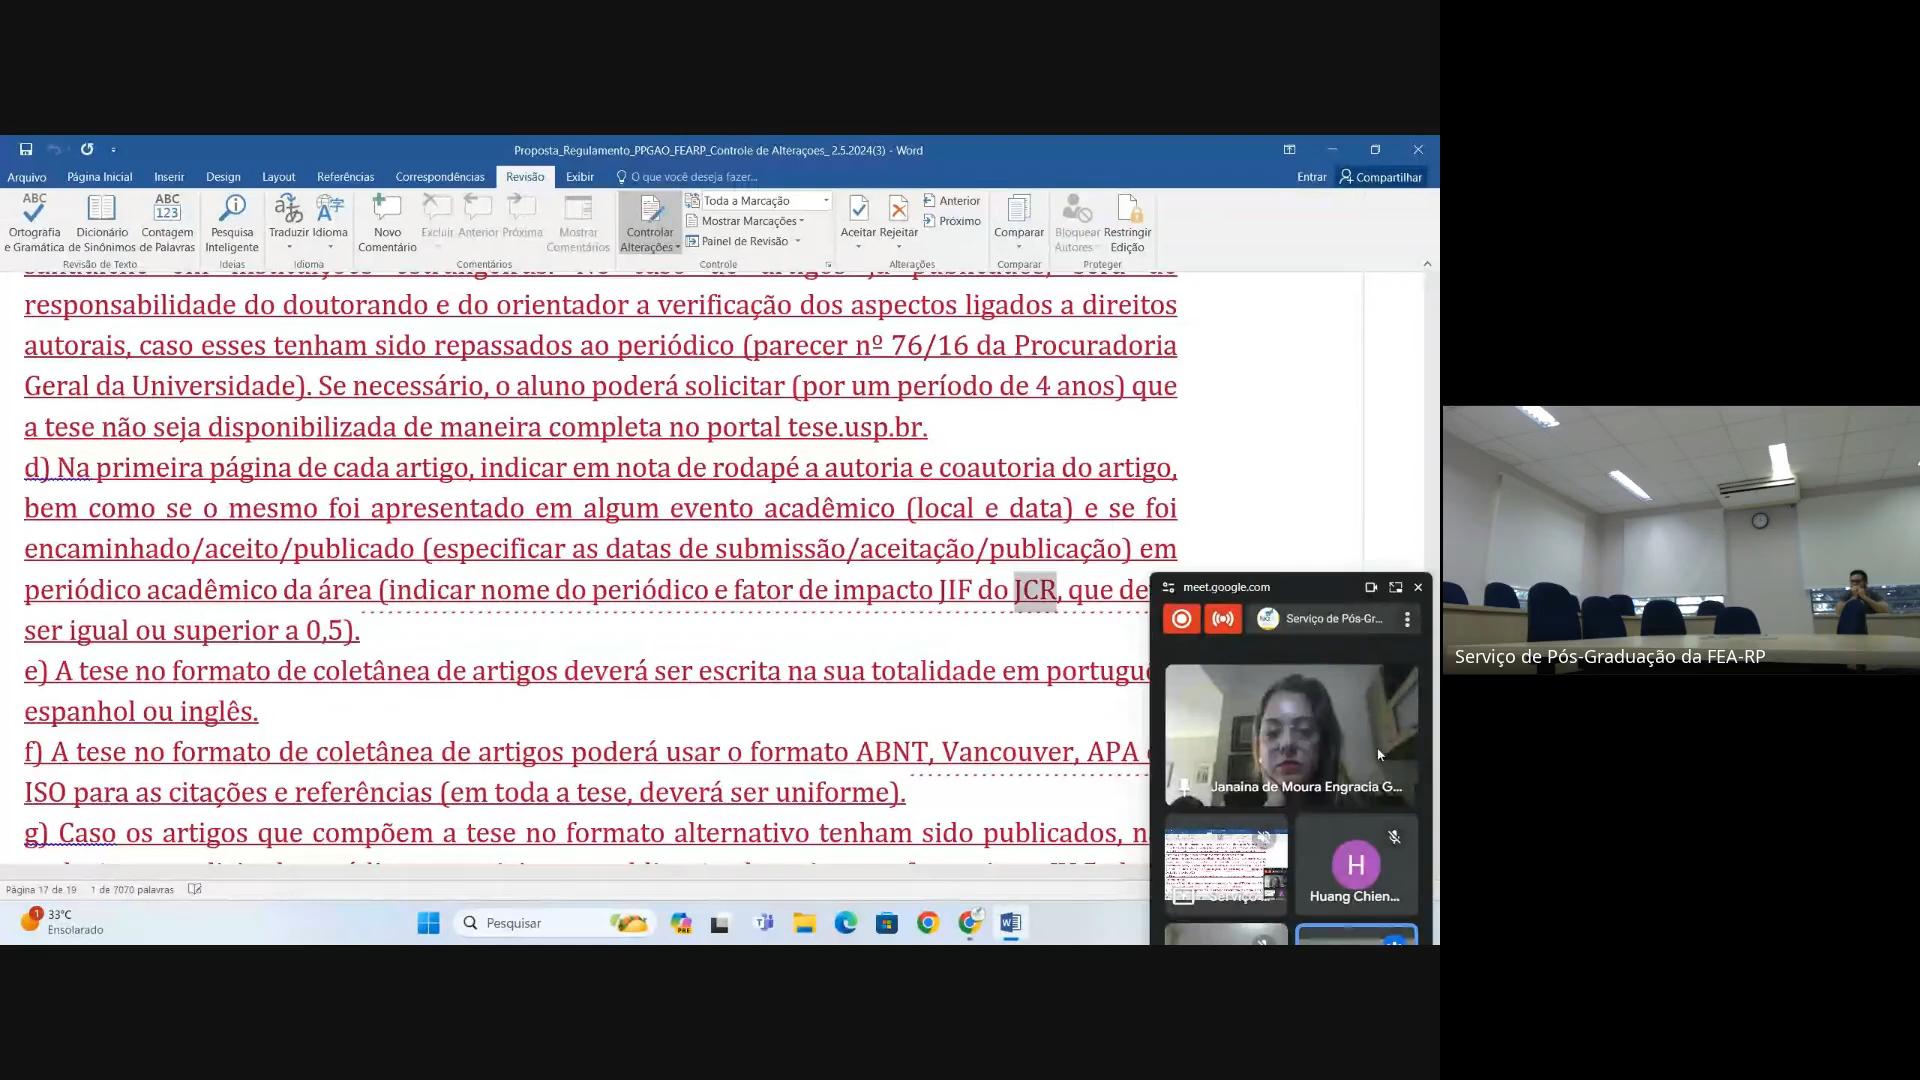 Proposta_Regulamento_PPGAO_FEARP_Controle de Alterações_ 2.5.2024(3) - Word
Arquivo Página Inicial Inserir Design Layout Referências Correspondências Revisão Exibir O que você deseja fazer... Entrar Compartilhar
Ortografia e Gramática
Dicionário de Sinônimos
Contagem de Palavras
Revisão de Texto
Pesquisa Inteligente
Ideias
Traduzir Idioma
Idioma
Novo Comentário
Excluir Anterior Próxima
Mostrar Comentários
Comentários
Controlar Alterações
Toda a Marcação
Mostrar Marcações
Painel de Revisão
Controle
Aceitar Rejeitar
Anterior
Próximo
Alterações
Comparar
Comparar
Bloquear Autores
Restringir Edição
Proteger
responsabilidade do doutorando e do orientador a verificação dos aspectos ligados a direitos
autorais, caso esses tenham sido repassados ao periódico (parecer nº 76/16 da Procuradoria
Geral da Universidade). Se necessário, o aluno poderá solicitar (por um período de 4 anos) que
a tese não seja disponibilizada de maneira completa no portal tese.usp.br.
d) Na primeira página de cada artigo, indicar em nota de rodapé a autoria e coautoria do artigo,
bem como se o mesmo foi apresentado em algum evento acadêmico (local e data) e se foi
encaminhado/aceito/publicado (especificar as datas de submissão/aceitação/publicação) em
periódico acadêmico da área (indicar nome do periódico e fator de impacto JIF do JCR, que de
ser igual ou superior a 0,5).
e) A tese no formato de coletânea de artigos deverá ser escrita na sua totalidade em portugu
espanhol ou inglês.
f) A tese no formato de coletânea de artigos poderá usar o formato ABNT, Vancouver, APA
ISO para as citações e referências (em toda a tese, deverá ser uniforme).
g) Caso os artigos que compõem a tese no formato alternativo tenham sido publicados, n
meet.google.com
Serviço de Pós-Gr...
Janaina de Moura Engracia G...
Serviço
H
Huang Chien...
Página 17 de 19 1 de 7070 palavras
1
33°C
Ensolarado
Pesquisar
Serviço de Pós-Graduação da FEA-RP